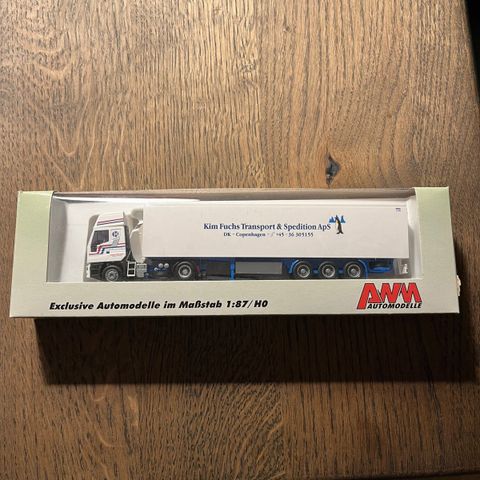 Kim Fuchs Transport & Spedition ApS
DK - Copenhagen - +45 - 36 305155
Exclusive Automodelle im Maßstab 1:87/H0
AWM
AUTOMODELLE